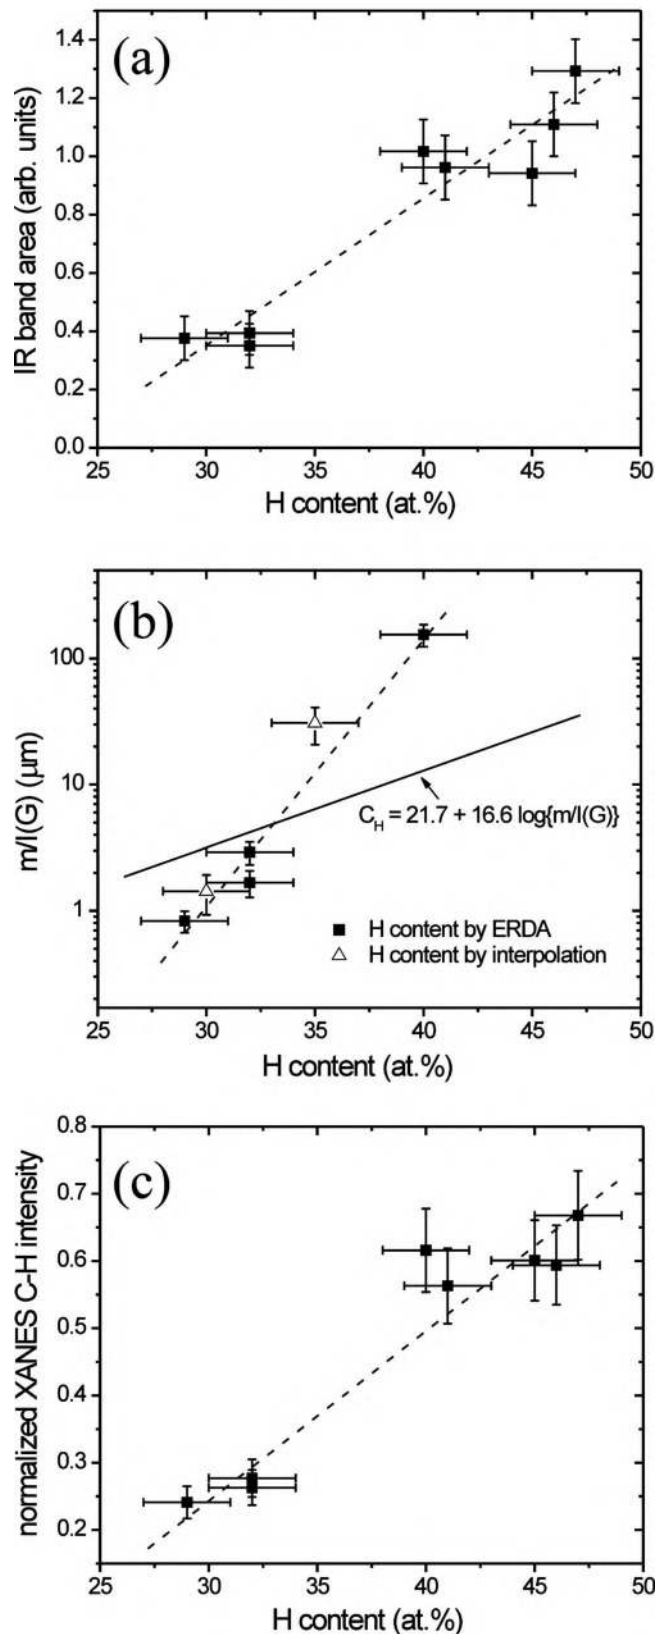 (a)
IR band area (arb. units)
1.4
1.2
1.0
0.8
0.6
0.4
0.2
0.0
25 30 35 40 45 50
H content (at.%)
(b)
m/I(G) (μm)
100
10
1
C_H = 21.7 + 16.6 log{m/I(G)}
H content by ERDA
H content by interpolation
25 30 35 40 45 50
H content (at.%)
(c)
normalized XANES C-H intensity
0.8
0.7
0.6
0.5
0.4
0.3
0.2
25 30 35 40 45 50
H content (at.%)